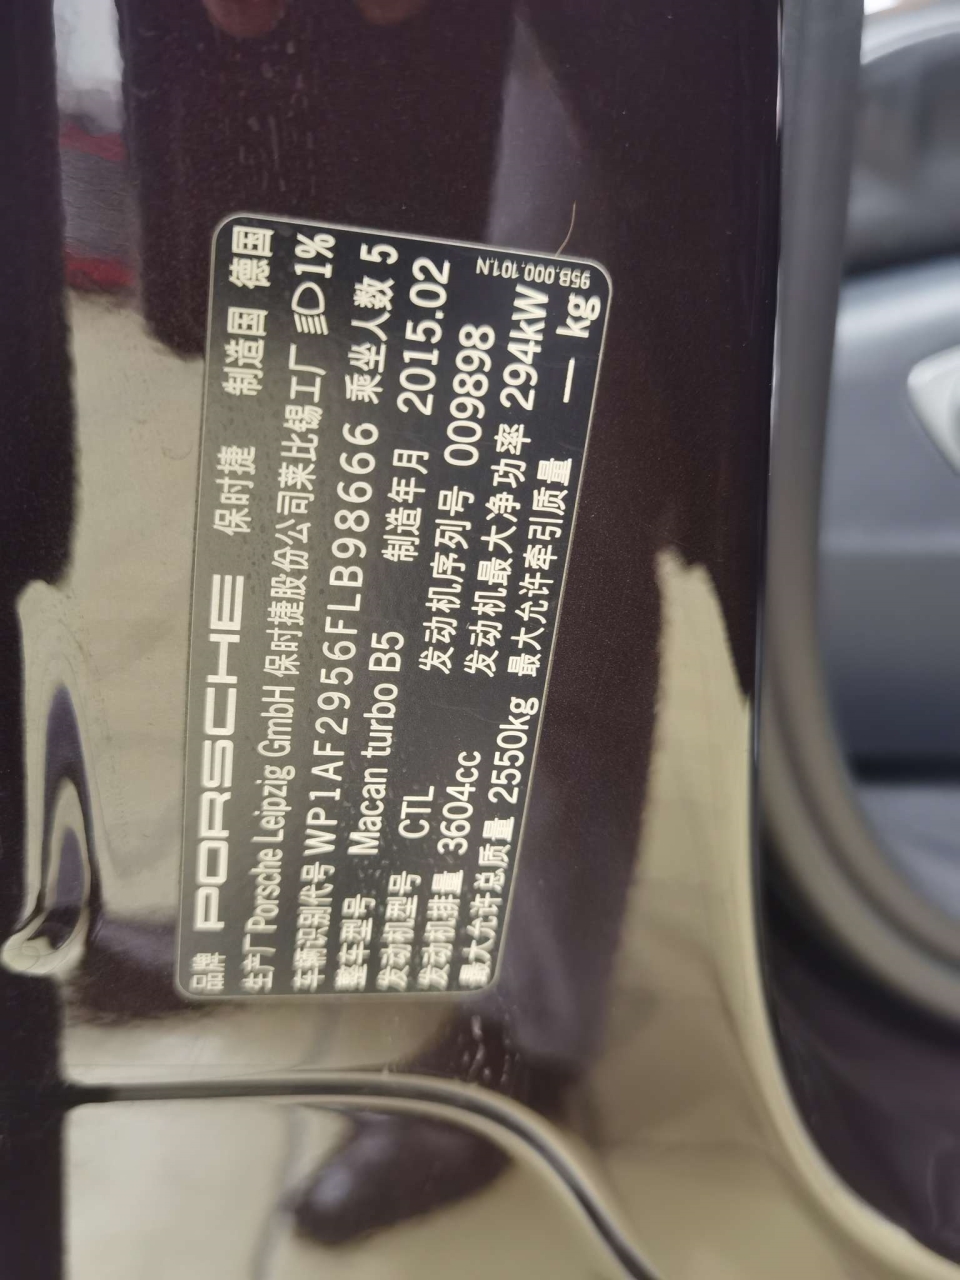 品牌 PORSCHE 保时捷 制造国 德国
生产厂 Porsche Leipzig GmbH 保时捷股份公司莱比锡工厂 1%
车辆识别代号 WP1AF2956FLB98666 乘坐人数 5
整车型号 Macan turbo B5 制造年月 2015.02
发动机型号 CTL 发动机序列号 009898
发动机排量 3604cc 发动机最大净功率 294kW
最大允许总质量 2550kg 最大允许牵引质量 — kg
95B.000.101.N